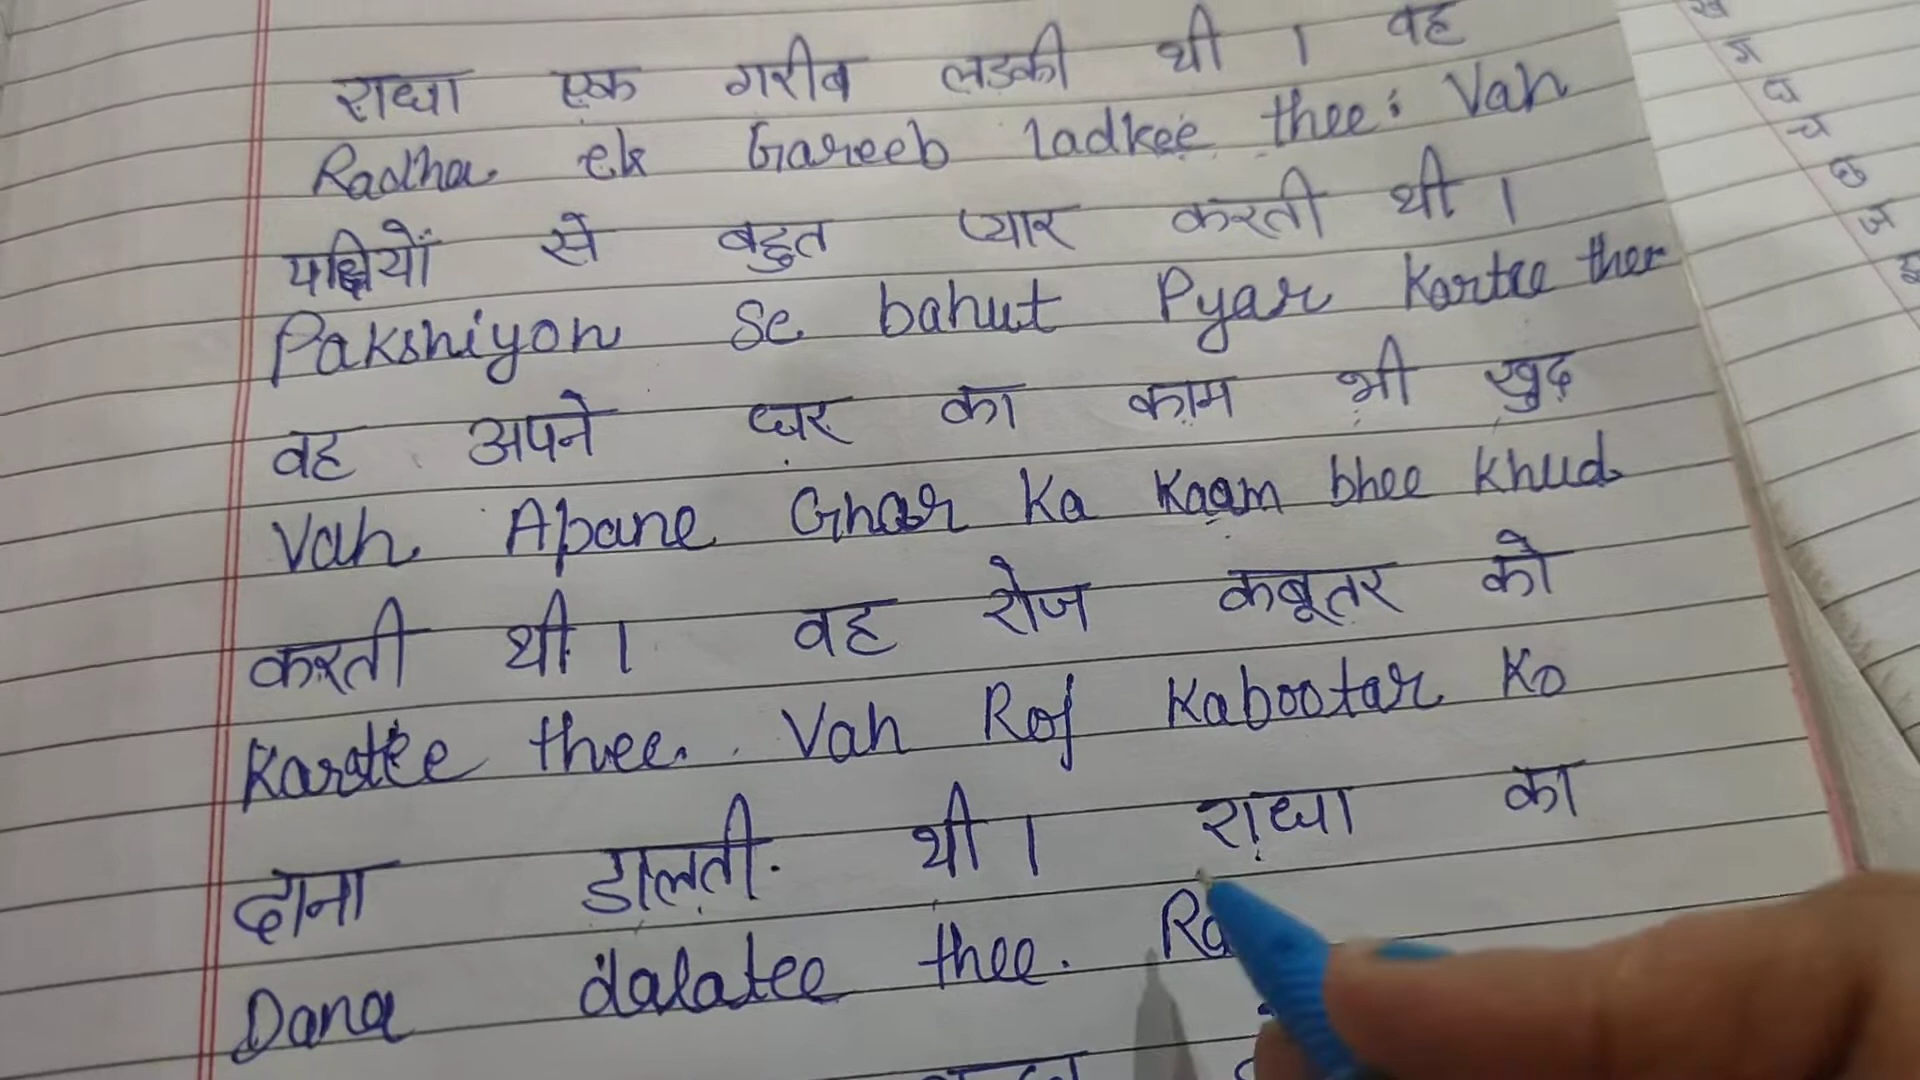 राधा एक गरीब लड़की थी । वह
Radha ek Gareeb ladkee thee: Vah
पक्षियों से बहुत प्यार करती थी ।
Pakshiyon se bahut Pyar Kartee thee
वह अपने घर का काम भी खुद
Vah Apane Ghar Ka Kaam bhee Khud
करती थी । वह रोज कबूतर को
Karatee thee. Vah Roj Kabootar Ko
दाना डालती थी । राधा का
Dana dalatee thee. Ra
ख
ग
घ
च
छ
ज